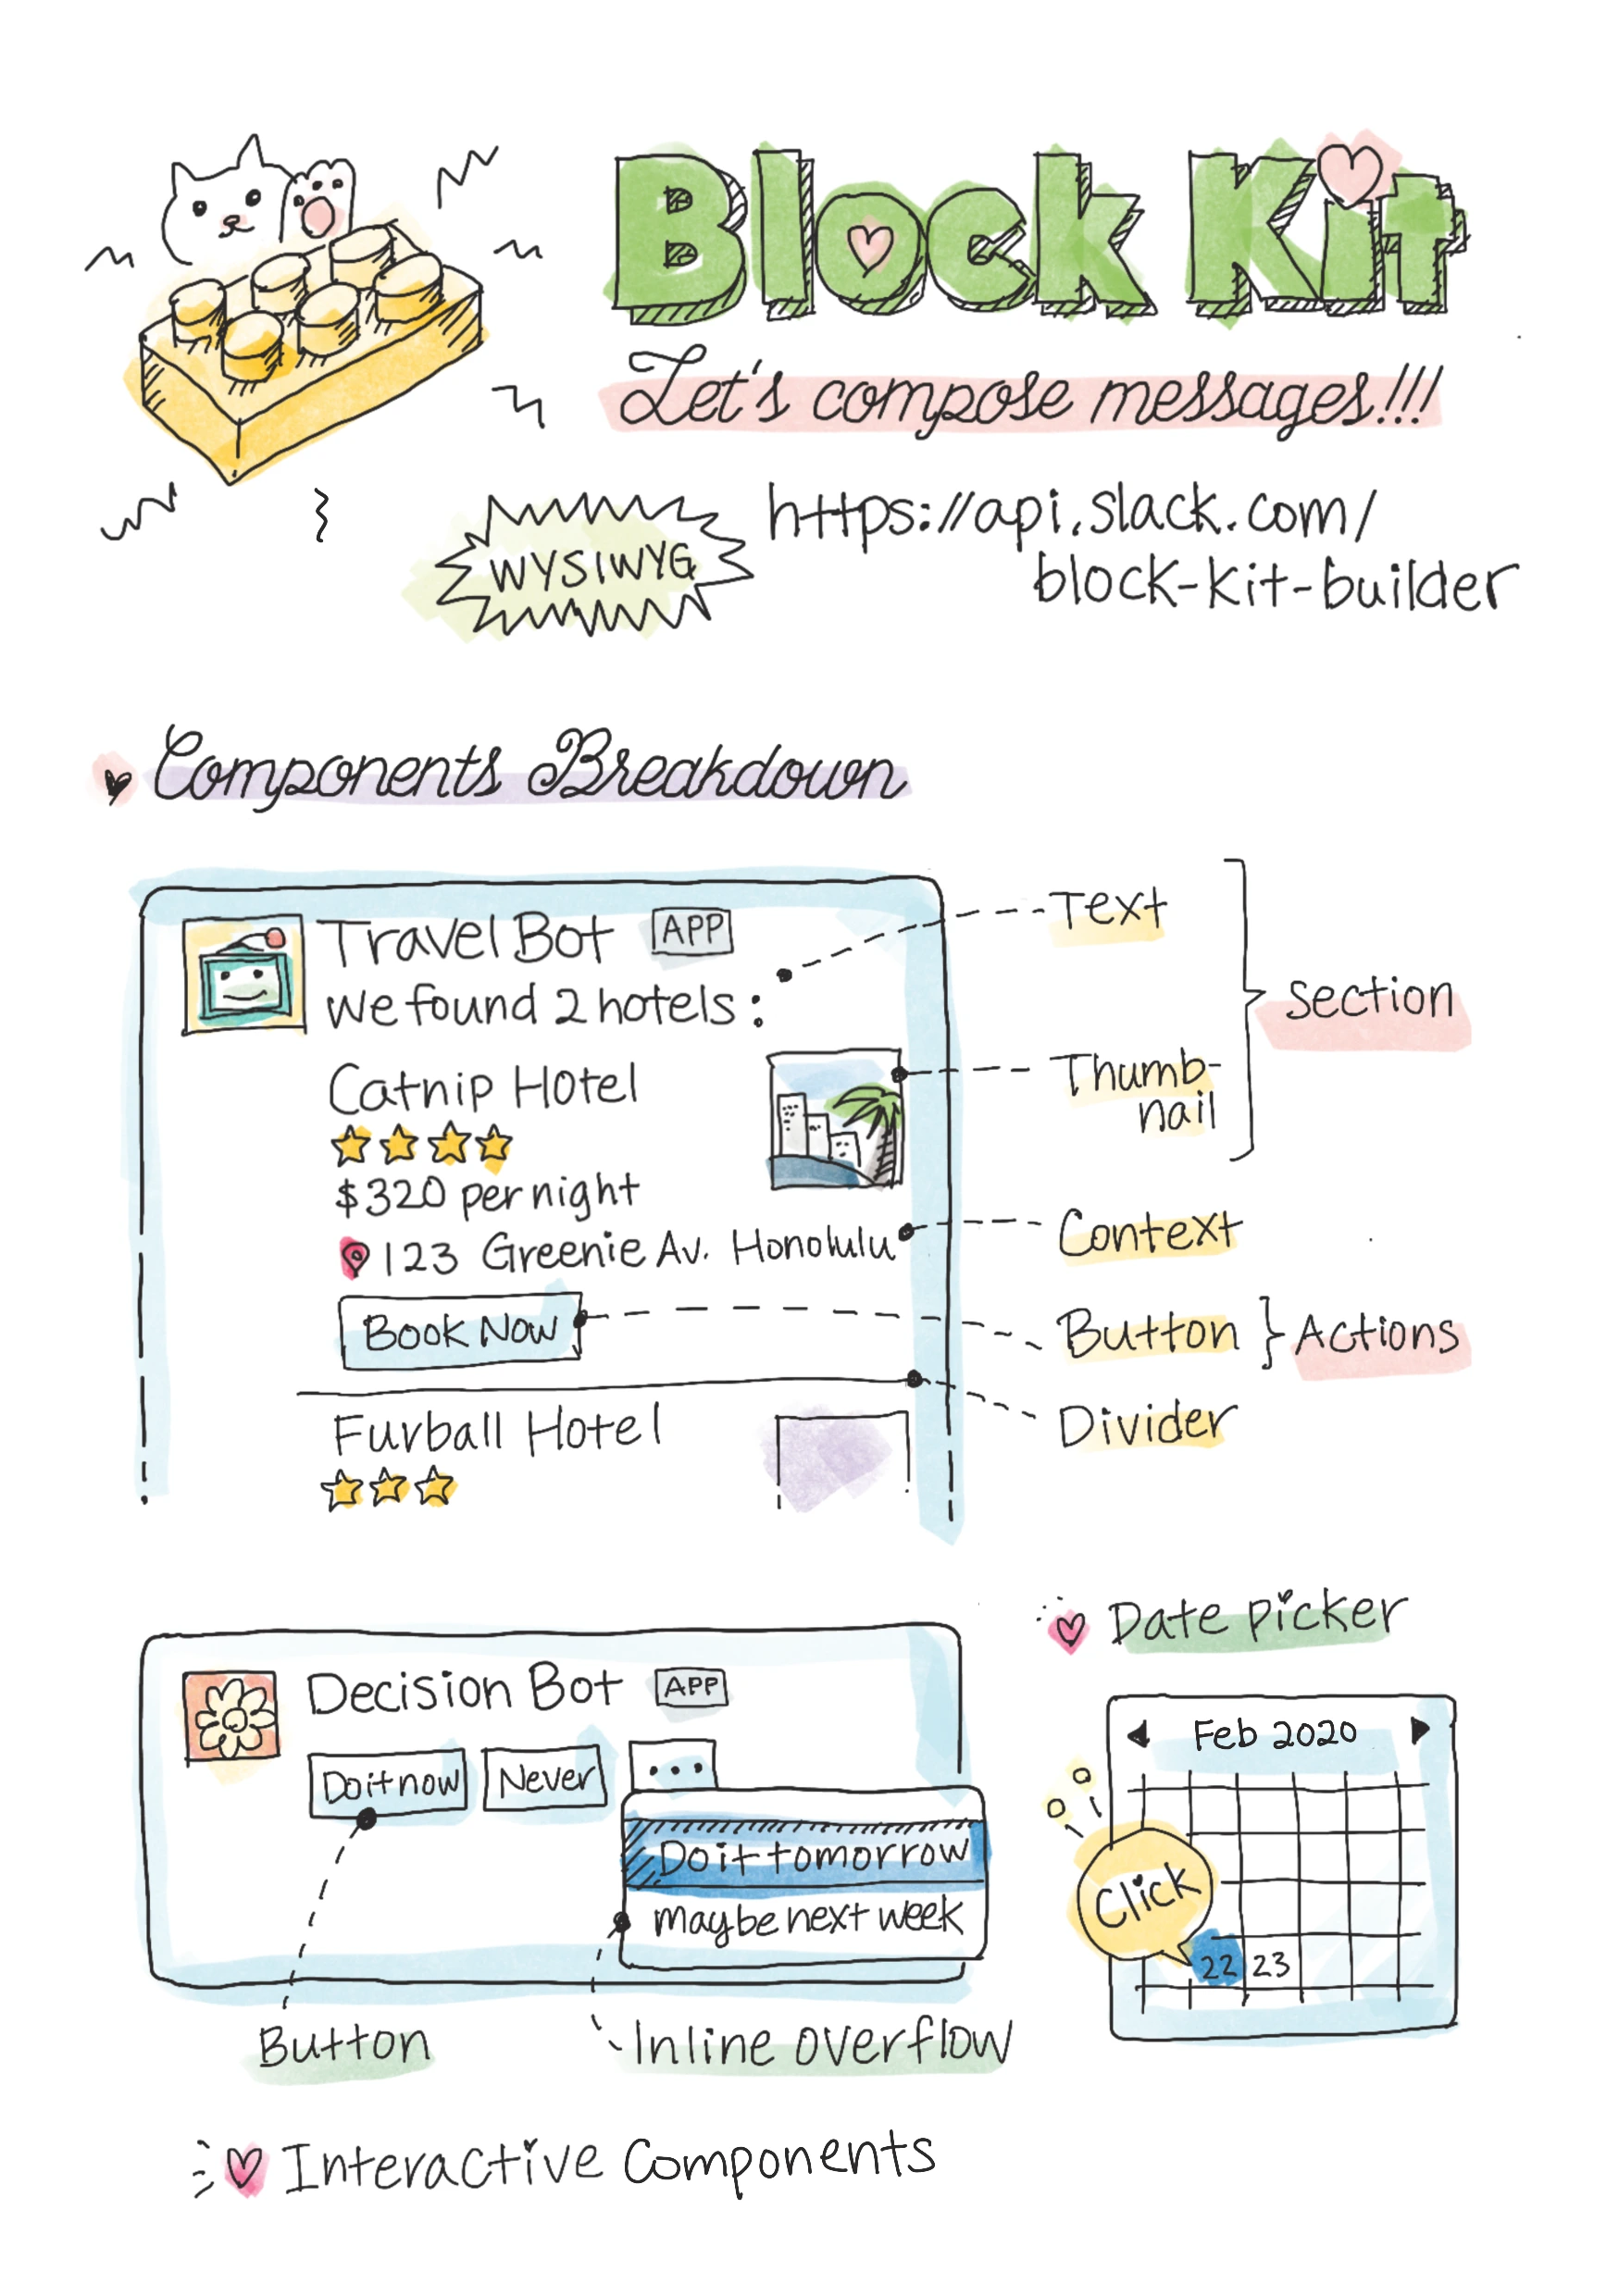 Block Kit
Let's compose messages!!!
WYSIWYG
https://api.slack.com/
block-kit-builder
Components Breakdown
Travel Bot APP
We found 2 hotels:
Catnip Hotel
$320 per night
123 Greenie Av. Honolulu
Book Now
Furball Hotel
Text
Thumb-
nail
Section
Context
Button } Actions
Divider
Decision Bot APP
Do it now Never ...
Do it tomorrow
maybe next week
Button
Inline overflow
Date picker
Feb 2020
Click
22 23
Interactive Components